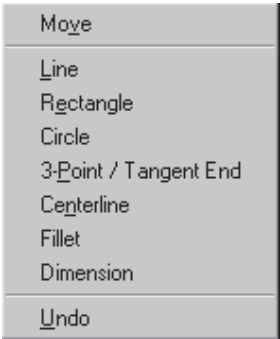 Move
Line
Rectangle
Circle
3-Point / Tangent End
Centerline
Fillet
Dimension
Undo